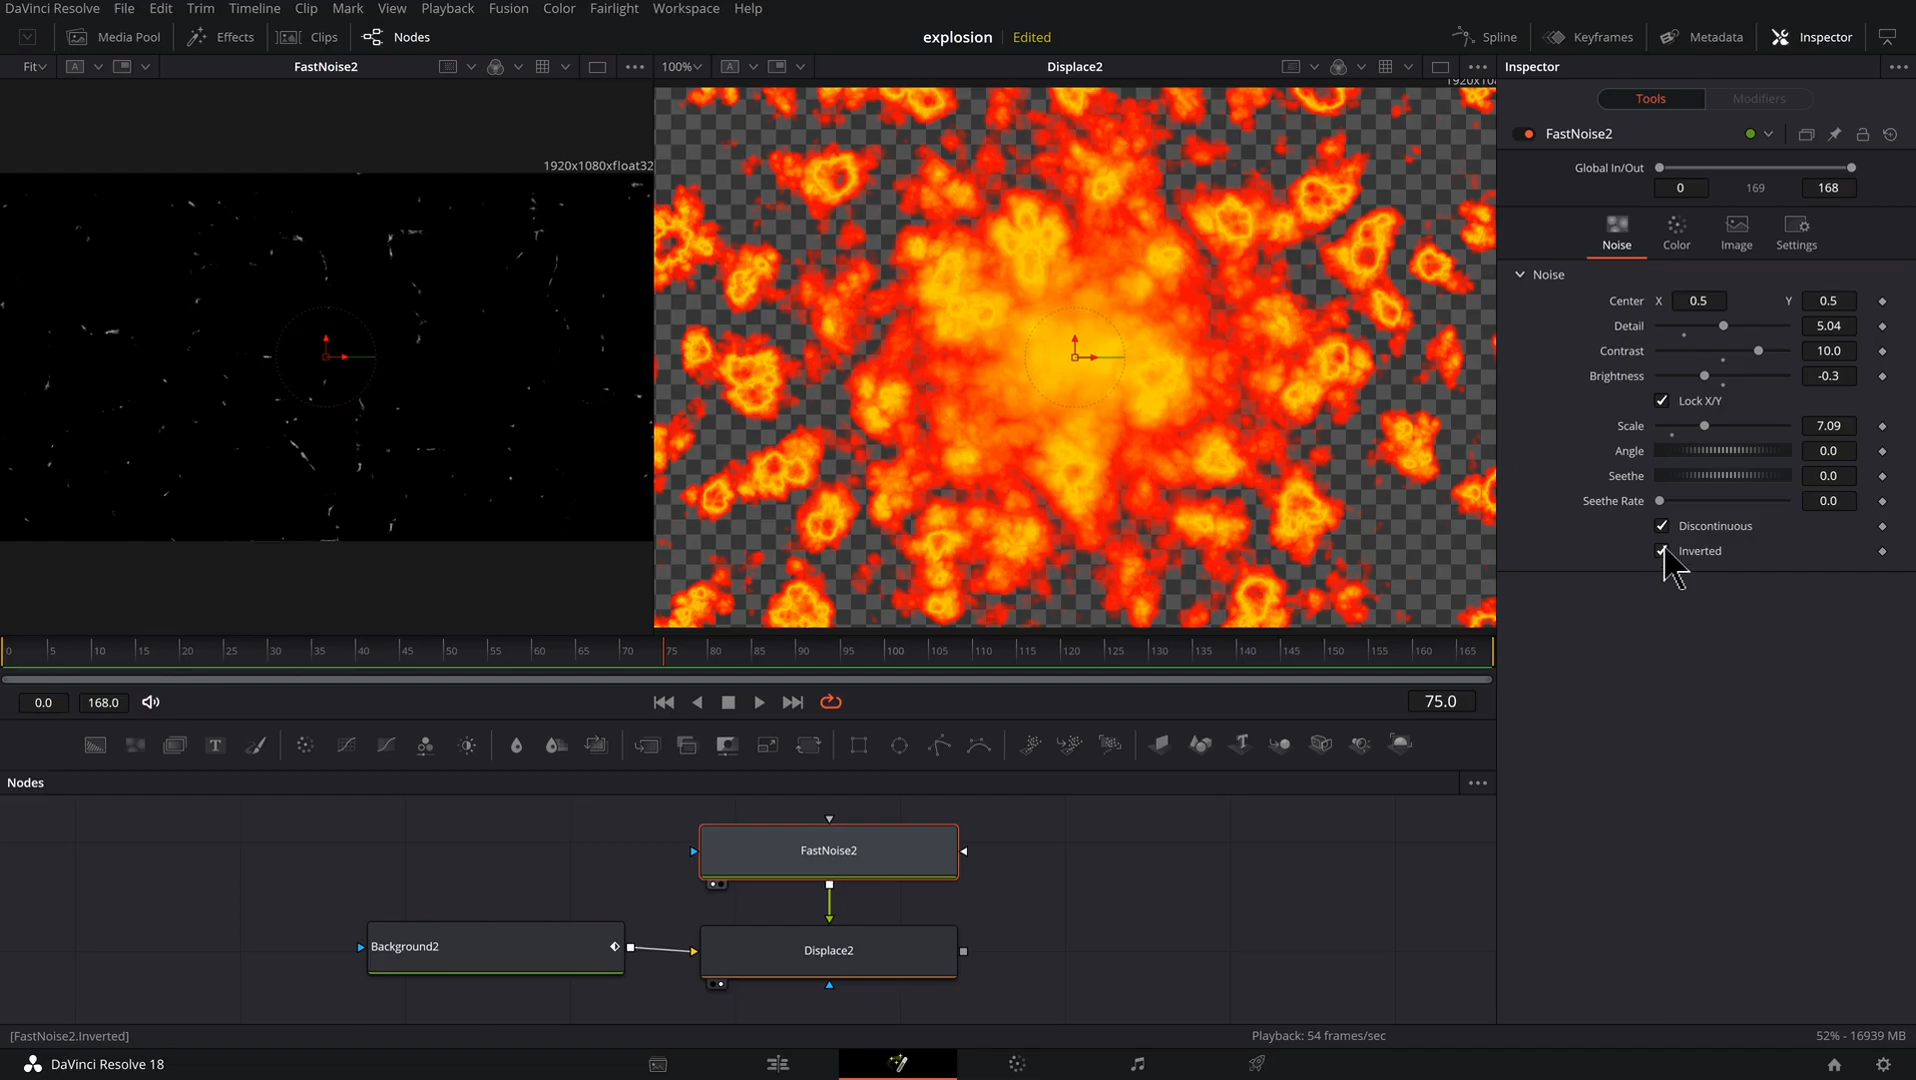 DaVinci Resolve File Edit Trim Timeline Clip Mark View Playback Fusion Color Fairlight Workspace Help
Media Pool Effects Clips Nodes explosion Edited Spline Keyframes Metadata Inspector
Fit A FastNoise2 100% A Displace2 Inspector
1920x10
Tools Modifiers
FastNoise2
1920x1080xfloat32
Global In/Out
0 169 168
Noise Color Image Settings
Noise
Center X 0.5 Y 0.5
Detail 5.04
Contrast 10.0
Brightness -0.3
Lock X/Y
Scale 7.09
Angle 0.0
Seethe 0.0
Seethe Rate 0.0
Discontinuous
Inverted
0 5 10 15 20 25 30 35 40 45 50 55 60 65 70 75 80 85 90 95 100 105 110 115 120 125 130 135 140 145 150 155 160 165
0.0 168.0 75.0
T
Nodes
FastNoise2
Background2
Displace2
[FastNoise2.Inverted] Playback: 54 frames/sec 52% - 16939 MB
DaVinci Resolve 18